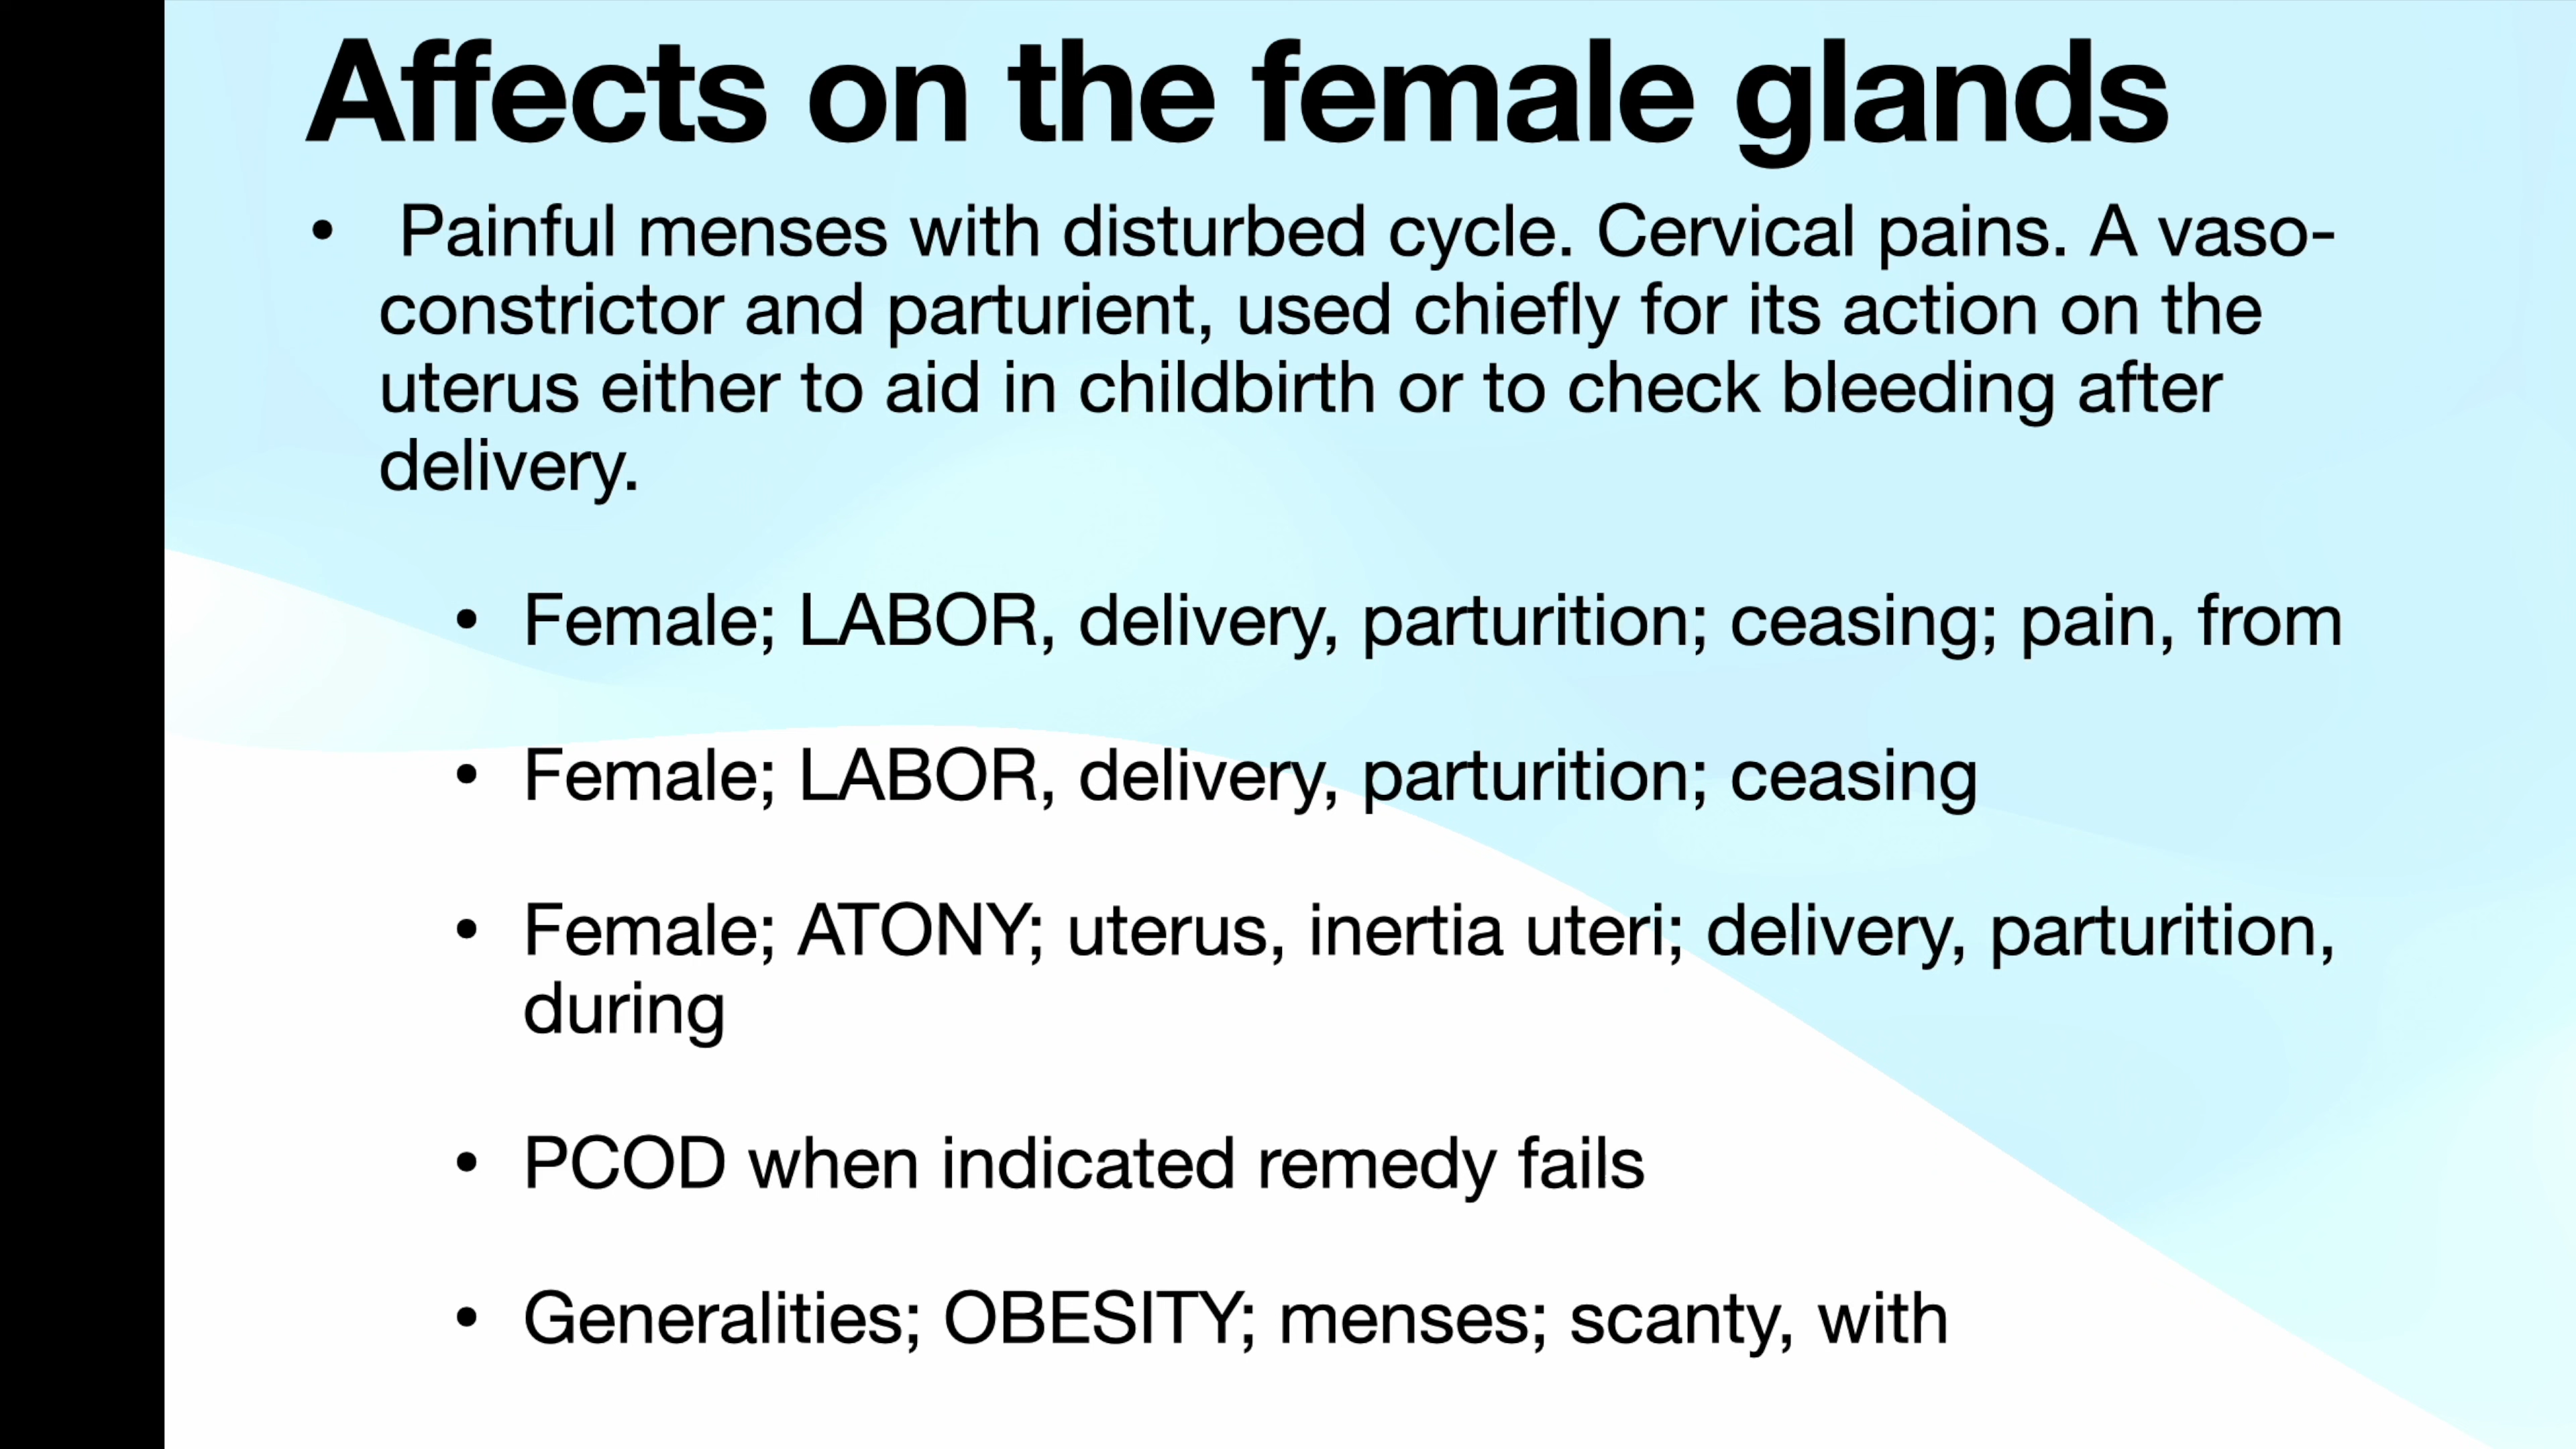 Affects on the female glands
• Painful menses with disturbed cycle. Cervical pains. A vaso-
constrictor and parturient, used chiefly for its action on the
uterus either to aid in childbirth or to check bleeding after
delivery.
• Female; LABOR, delivery, parturition; ceasing; pain, from
• Female; LABOR, delivery, parturition; ceasing
• Female; ATONY; uterus, inertia uteri; delivery, parturition,
during
• PCOD when indicated remedy fails
• Generalities; OBESITY; menses; scanty, with